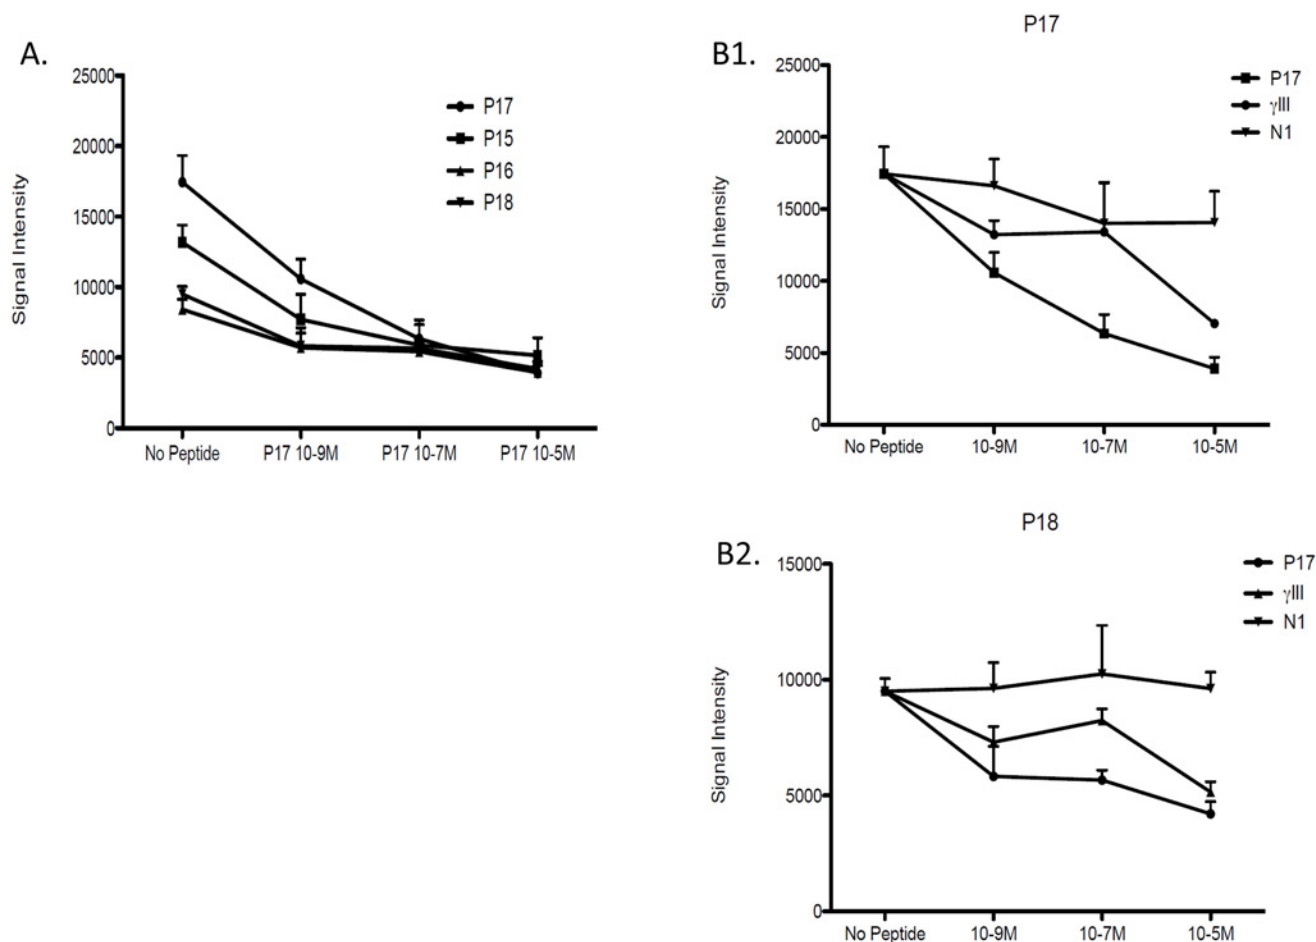 A.
25000
20000
15000
10000
5000
0
Signal Intensity
P17
P15
P16
P18
No Peptide P17 10-9M P17 10-7M P17 10-5M
B1.
P17
25000
20000
15000
10000
5000
0
Signal Intensity
P17
γIII
N1
No Peptide 10-9M 10-7M 10-5M
B2.
P18
15000
10000
5000
0
Signal Intensity
P17
γIII
N1
No Peptide 10-9M 10-7M 10-5M